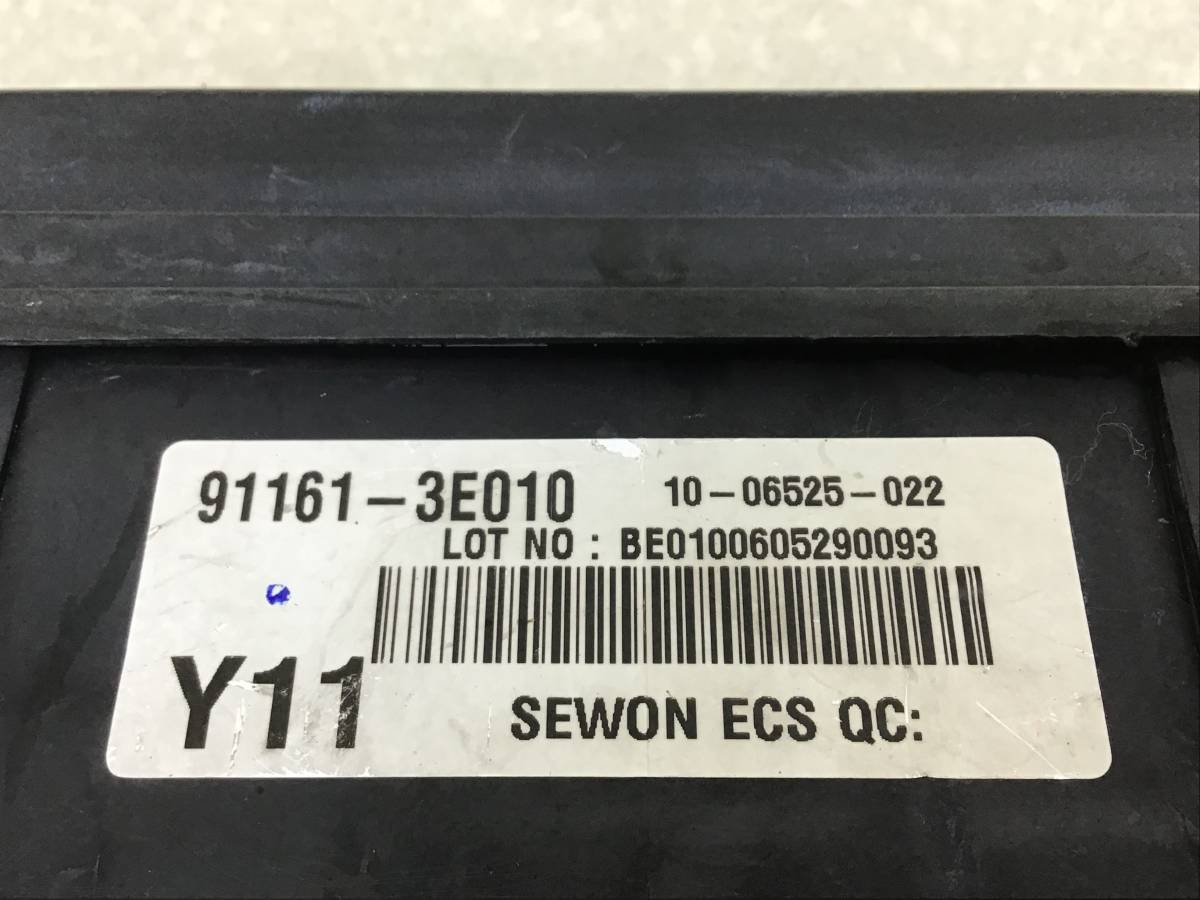 91161-3E010 10-06525-022
LOT NO : BE0100605290093
Y11
SEWON ECS QC: